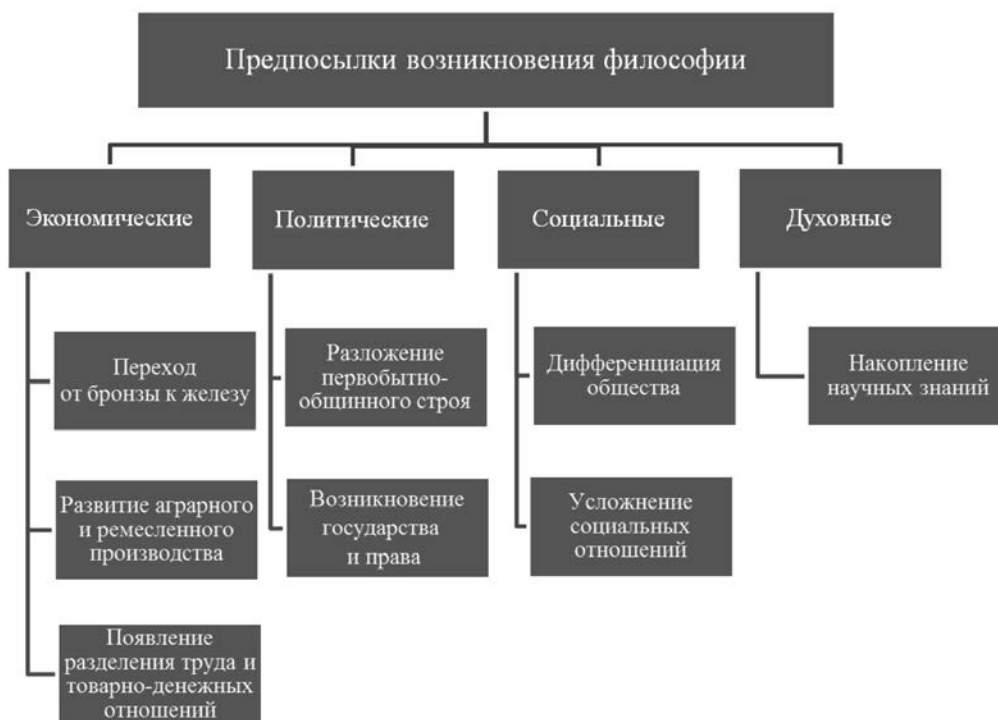 Предпосылки возникновения философии
Экономические
Политические
Социальные
Духовные
Переход
от бронзы к железу
Разложение
первобытно-
общинного строя
Дифференциация
общества
Накопление
научных знаний
Развитие аграрного
и ремесленного
производства
Возникновение
государства
и права
Усложнение
социальных
отношений
Появление
разделения труда и
товарно-денежных
отношений